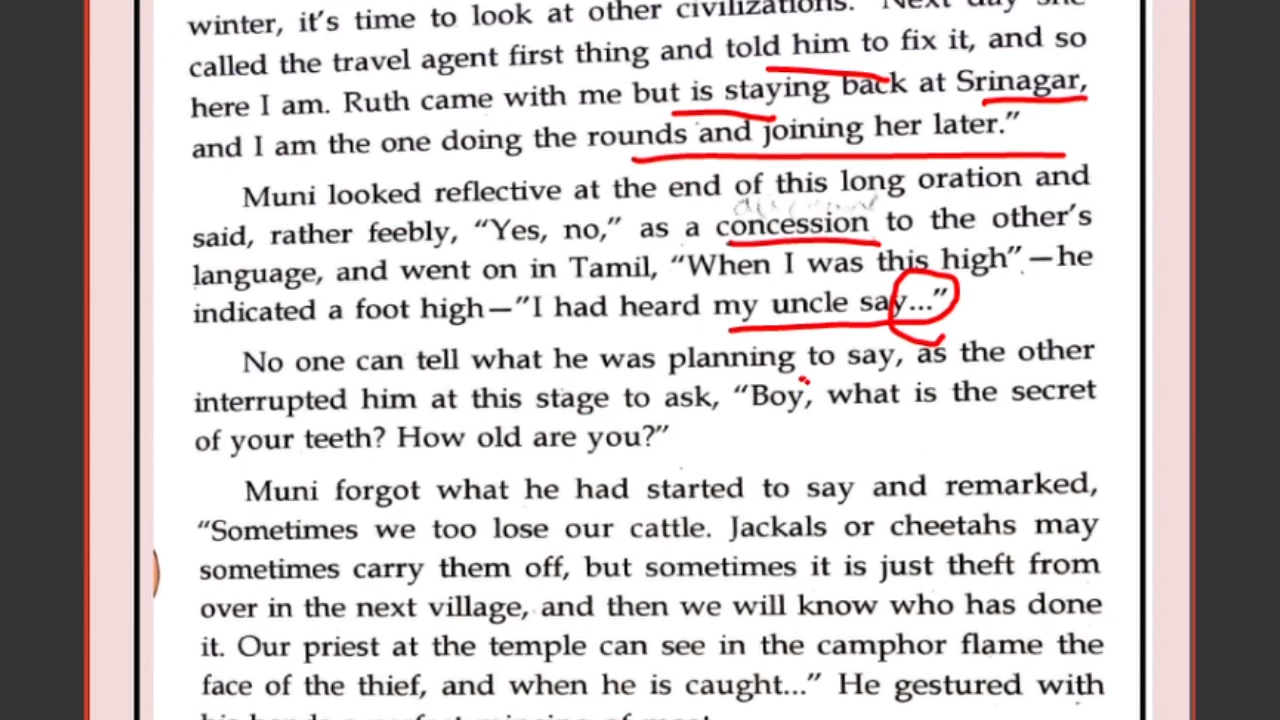 winter, it's time to look at other civilizations. Next day she
called the travel agent first thing and told him to fix it, and so
here I am. Ruth came with me but is staying back at Srinagar,
and I am the one doing the rounds and joining her later.”
Muni looked reflective at the end of this long oration and
said, rather feebly, “Yes, no,” as a concession to the other's
language, and went on in Tamil, “When I was this high”—he
indicated a foot high—“I had heard my uncle say...”
No one can tell what he was planning to say, as the other
interrupted him at this stage to ask, “Boy, what is the secret
of your teeth? How old are you?”
Muni forgot what he had started to say and remarked,
“Sometimes we too lose our cattle. Jackals or cheetahs may
sometimes carry them off, but sometimes it is just theft from
over in the next village, and then we will know who has done
it. Our priest at the temple can see in the camphor flame the
face of the thief, and when he is caught...” He gestured with